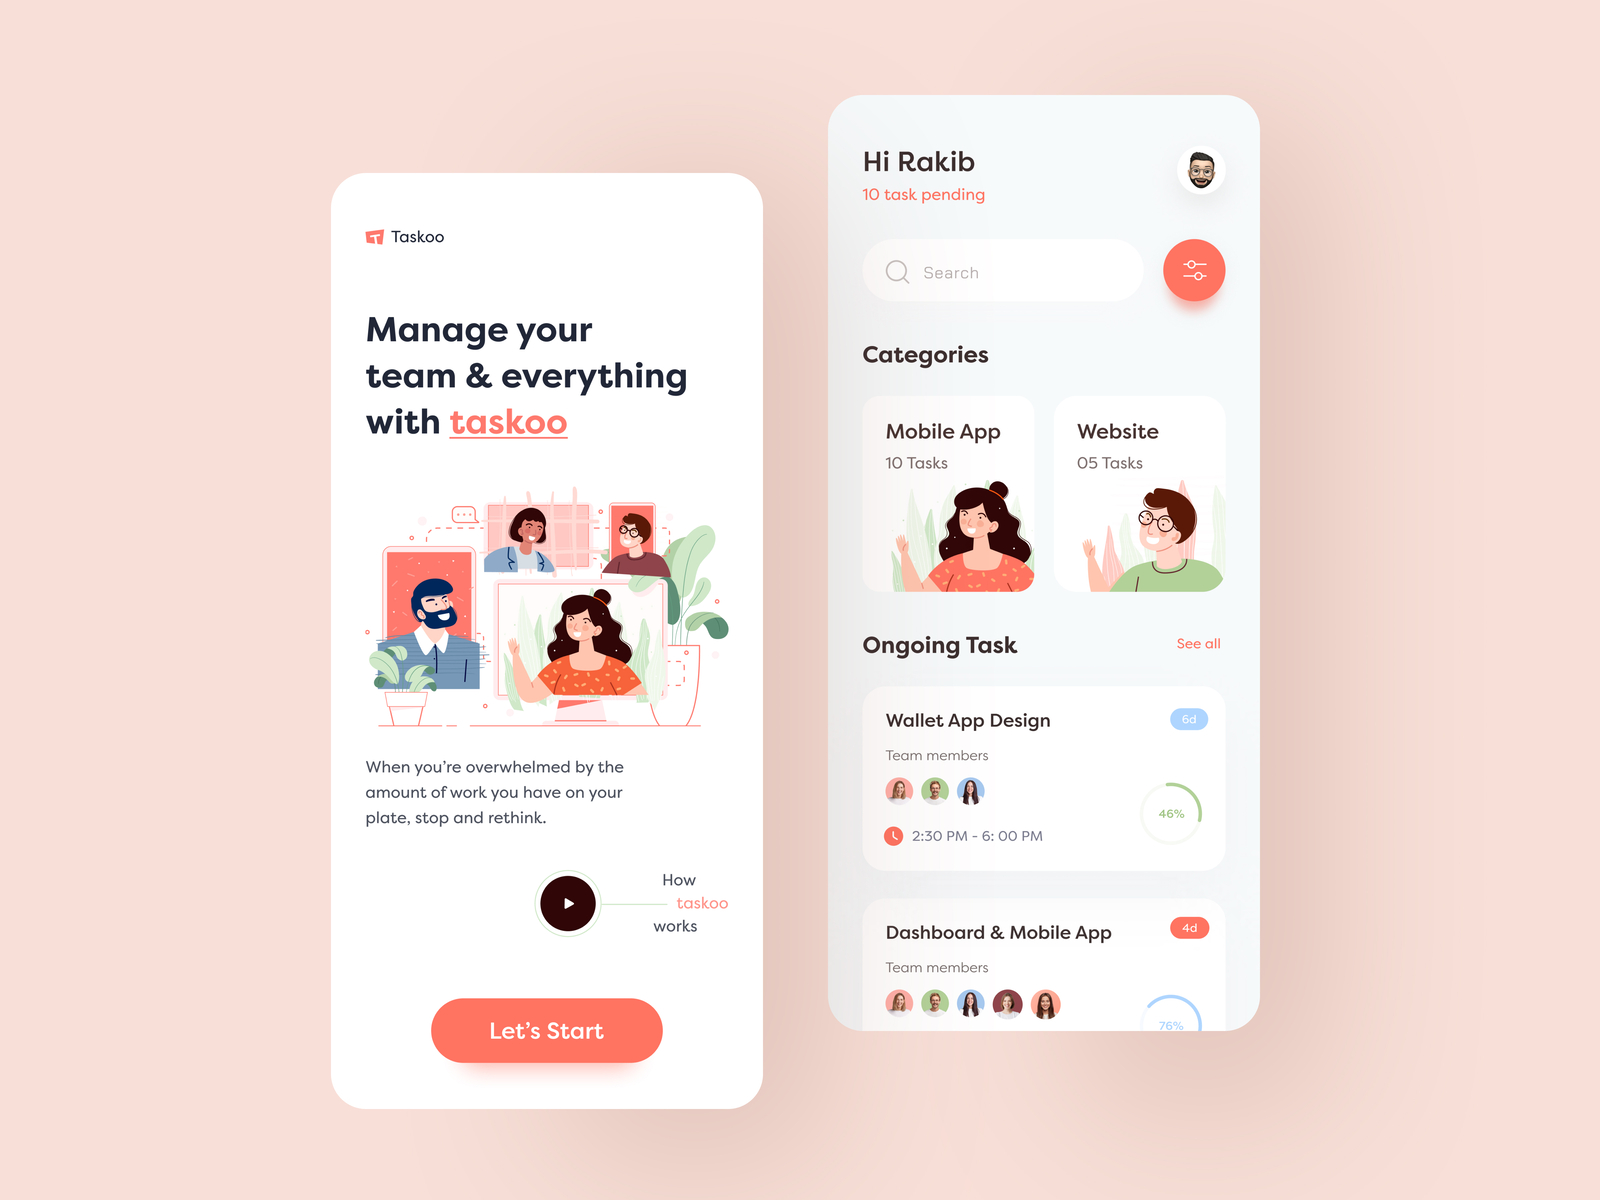 Taskoo
Manage your
team & everything
with taskoo
When you're overwhelmed by the
amount of work you have on your
plate, stop and rethink.
How
taskoo
works
Let's Start
Hi Rakib
10 task pending
Search
Categories
Mobile App
10 Tasks
Website
05 Tasks
Ongoing Task
See all
Wallet App Design
6d
Team members
46%
2:30 PM - 6: 00 PM
Dashboard & Mobile App
4d
Team members
76%